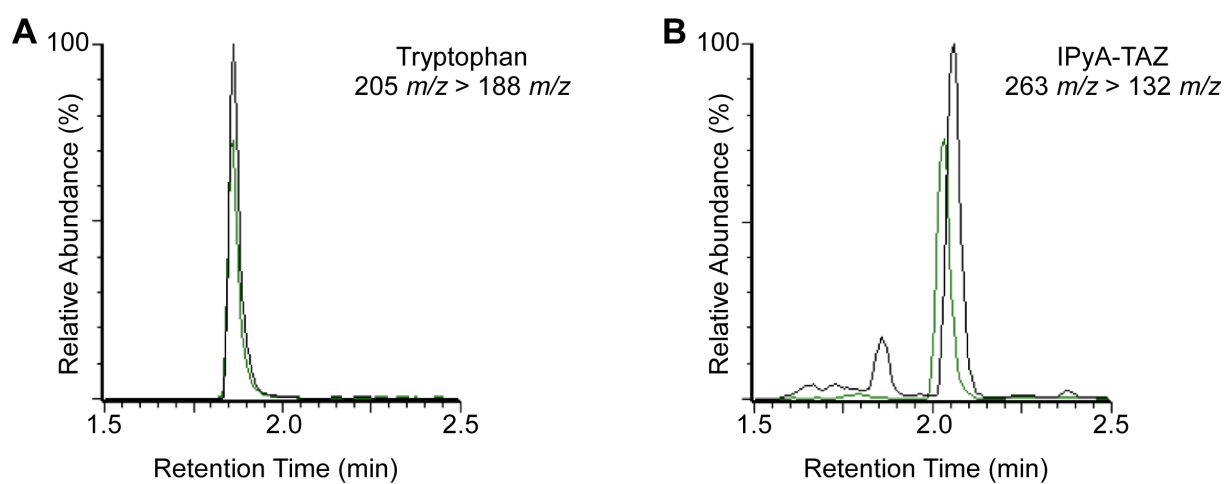 A
100
Tryptophan
205 m/z > 188 m/z
Relative Abundance (%)
1.5 2.0 2.5
Retention Time (min)
B
100
IPyA-TAZ
263 m/z > 132 m/z
Relative Abundance (%)
1.5 2.0 2.5
Retention Time (min)